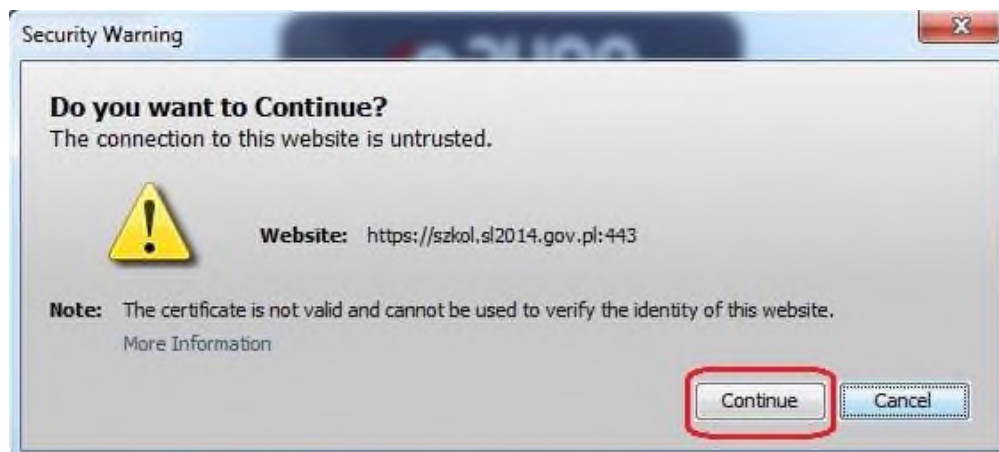 Security Warning
Do you want to Continue?
The connection to this website is untrusted.
Website: https://szkol.sl2014.gov.pl:443
Note: The certificate is not valid and cannot be used to verify the identity of this website.
More Information
Continue Cancel